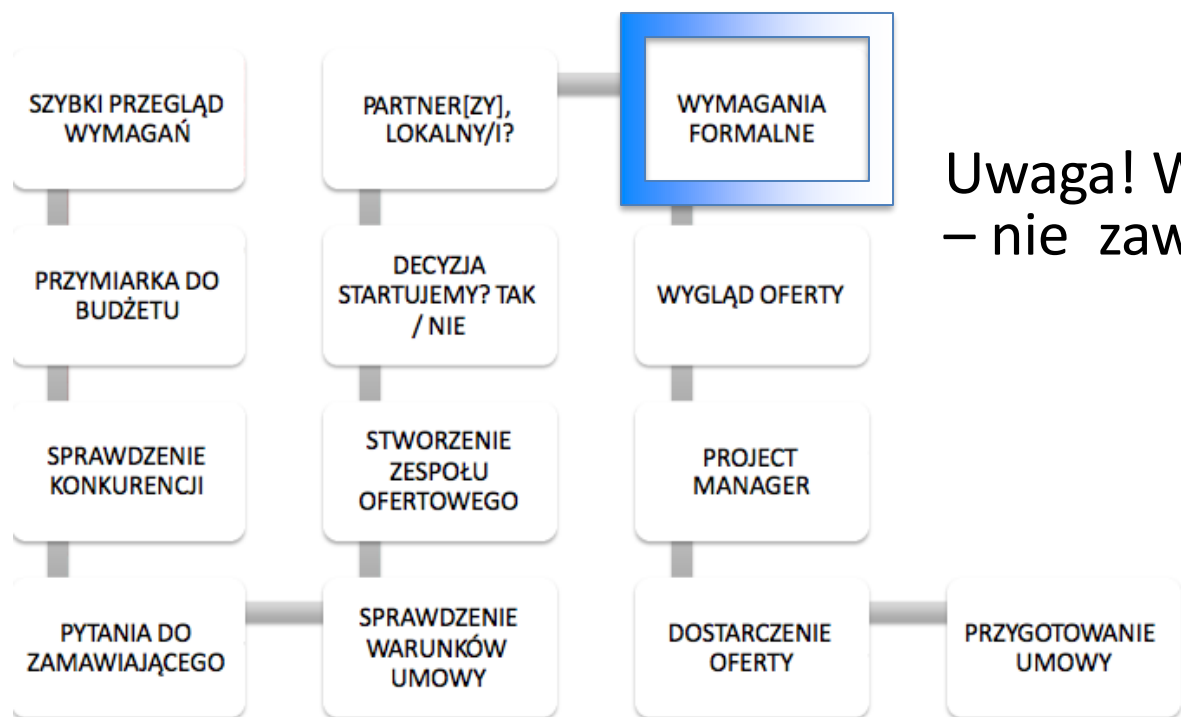 SZYBKI PRZEGLĄD
WYMAGAŃ
PRZYMIARKA DO
BUDŻETU
SPRAWDZENIE
KONKURENCJI
PYTANIA DO
ZAMAWIAJĄCEGO
SPRAWDZENIE
WARUNKÓW
UMOWY
STWORZENIE
ZESPOŁU
OFERTOWEGO
DECYZJA
STARTUJEMY? TAK
/ NIE
PARTNER[ZY],
LOKALNY/I?
WYMAGANIA
FORMALNE
WYGLĄD OFERTY
PROJECT
MANAGER
DOSTARCZENIE
OFERTY
PRZYGOTOWANIE
UMOWY
Uwaga!
– nie